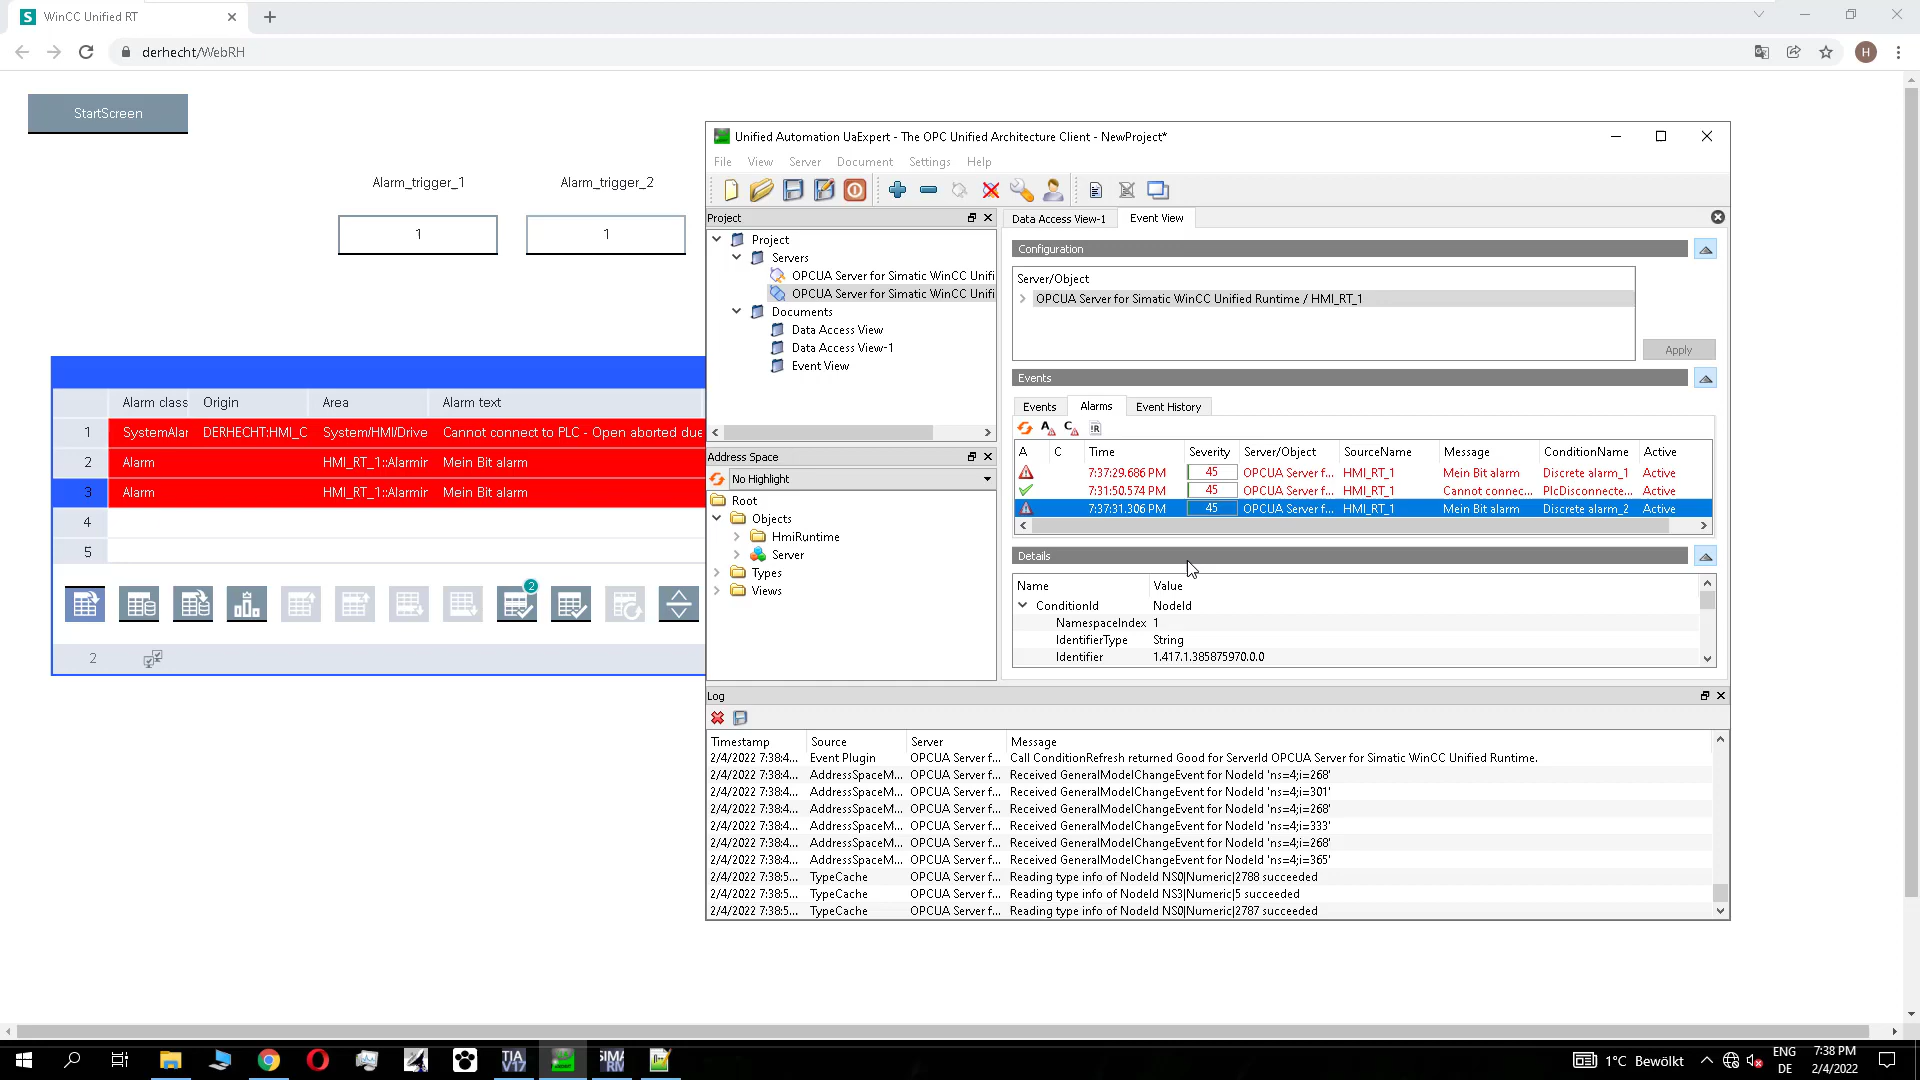 WinCC Unified RT
derhecht/WebRH
H
StartScreen
Alarm_trigger_1
Alarm_trigger_2
1
1
Alarm class
Origin
Area
Alarm text
1 SystemAlar DERHECHT:HMI_C System/HMI/Drive Cannot connect to PLC - Open aborted due
2 Alarm HMI_RT_1::Alarmir Mein Bit alarm
3 Alarm HMI_RT_1::Alarmir Mein Bit alarm
4
5
2
2
Unified Automation UaExpert - The OPC Unified Architecture Client - NewProject*
File View Server Document Settings Help
Project
Project
Servers
OPCUA Server for Simatic WinCC Unifi
OPCUA Server for Simatic WinCC Unifi
Documents
Data Access View
Data Access View-1
Event View
Address Space
No Highlight
Root
Objects
HmiRuntime
Server
Types
Views
Data Access View-1
Event View
Configuration
Server/Object
OPCUA Server for Simatic WinCC Unified Runtime / HMI_RT_1
Apply
Events
Events Alarms Event History
A C Time Severity Server/Object SourceName Message ConditionName Active
7:37:29.686 PM 45 OPCUA Server f... HMI_RT_1 Mein Bit alarm Discrete alarm_1 Active
7:31:50.574 PM 45 OPCUA Server f... HMI_RT_1 Cannot connec... PlcDisconnecte... Active
7:37:31.306 PM 45 OPCUA Server f... HMI_RT_1 Mein Bit alarm Discrete alarm_2 Active
Details
Name Value
ConditionId NodeId
NamespaceIndex 1
IdentifierType String
Identifier 1.417.1.385875970.0.0
Log
Timestamp Source Server Message
2/4/2022 7:38:4... Event Plugin OPCUA Server f... Call ConditionRefresh returned Good for ServerId OPCUA Server for Simatic WinCC Unified Runtime.
2/4/2022 7:38:4... AddressSpaceM... OPCUA Server f... Received GeneralModelChangeEvent for NodeId 'ns=4;i=268'
2/4/2022 7:38:4... AddressSpaceM... OPCUA Server f... Received GeneralModelChangeEvent for NodeId 'ns=4;i=301'
2/4/2022 7:38:4... AddressSpaceM... OPCUA Server f... Received GeneralModelChangeEvent for NodeId 'ns=4;i=268'
2/4/2022 7:38:4... AddressSpaceM... OPCUA Server f... Received GeneralModelChangeEvent for NodeId 'ns=4;i=333'
2/4/2022 7:38:4... AddressSpaceM... OPCUA Server f... Received GeneralModelChangeEvent for NodeId 'ns=4;i=268'
2/4/2022 7:38:4... AddressSpaceM... OPCUA Server f... Received GeneralModelChangeEvent for NodeId 'ns=4;i=365'
2/4/2022 7:38:5... TypeCache OPCUA Server f... Reading type info of NodeId NS0|Numeric|2788 succeeded
2/4/2022 7:38:5... TypeCache OPCUA Server f... Reading type info of NodeId NS3|Numeric|5 succeeded
2/4/2022 7:38:5... TypeCache OPCUA Server f... Reading type info of NodeId NS0|Numeric|2787 succeeded
TIA
V17
1°C Bewölkt
ENG
DE
7:38 PM
2/4/2022